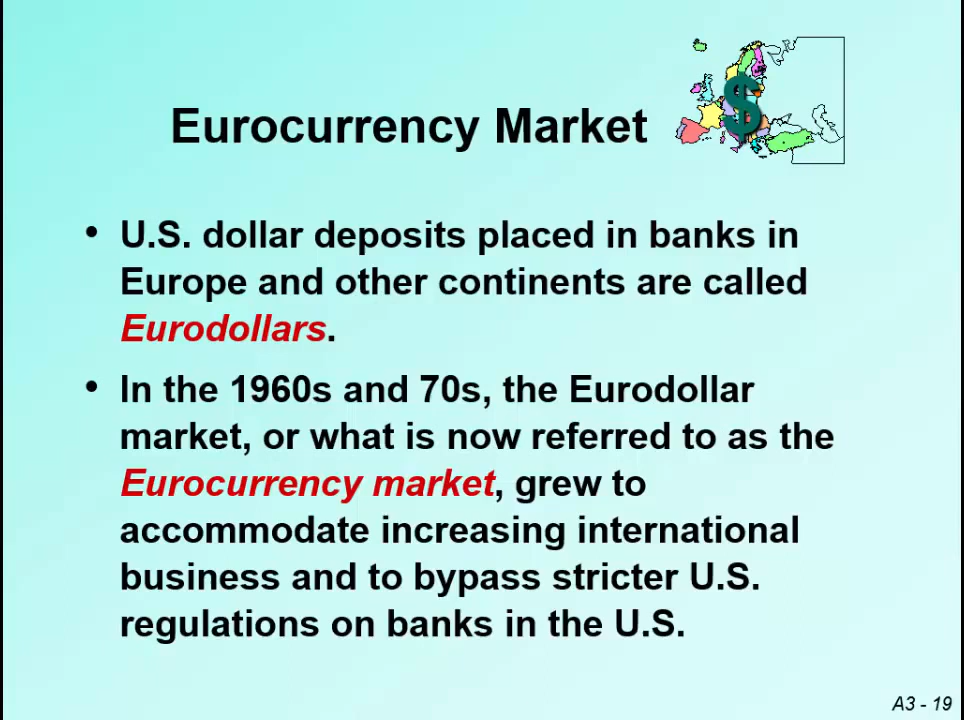 Eurocurrency Market
$
• U.S. dollar deposits placed in banks in
Europe and other continents are called
Eurodollars.
• In the 1960s and 70s, the Eurodollar
market, or what is now referred to as the
Eurocurrency market, grew to
accommodate increasing international
business and to bypass stricter U.S.
regulations on banks in the U.S.
A3 - 19